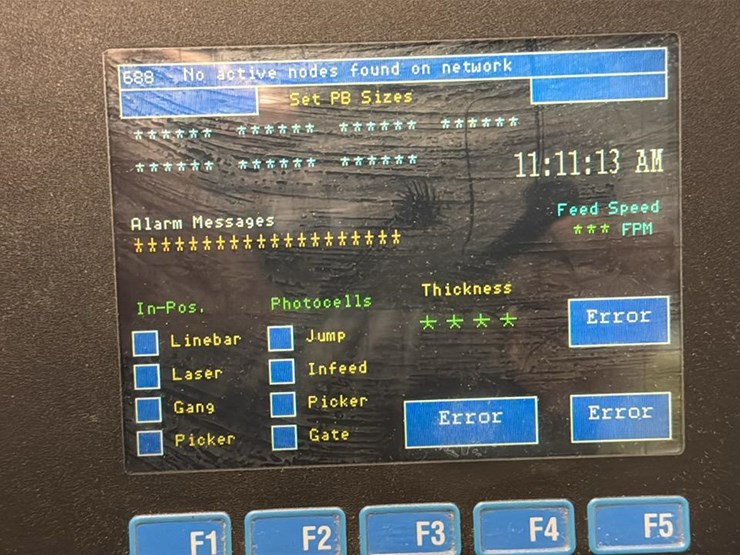 688 No active nodes found on network
Set PB Sizes
****** ****** ****** ******
****** ****** ******
11:11:13 AM
Feed Speed
*** FPM
Alarm Messages
********************
Thickness
****
Error
In-Pos.
Linebar
Laser
Gang
Picker
Photocells
Jump
Infeed
Picker
Gate
Error
Error
F1 F2 F3 F4 F5